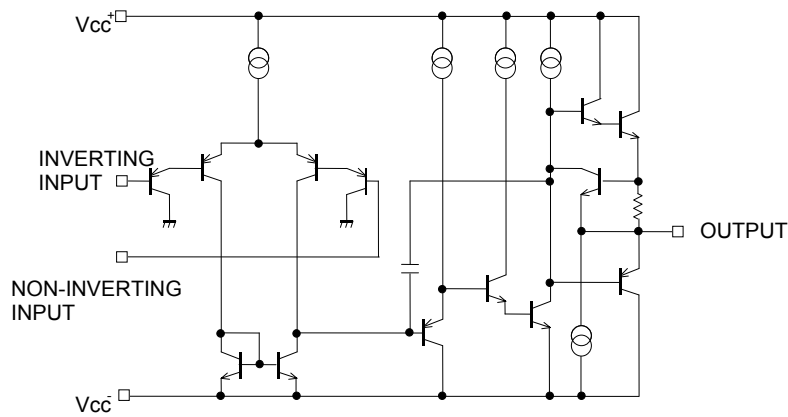 Vcc+
INVERTING
INPUT
OUTPUT
NON-INVERTING
INPUT
Vcc-